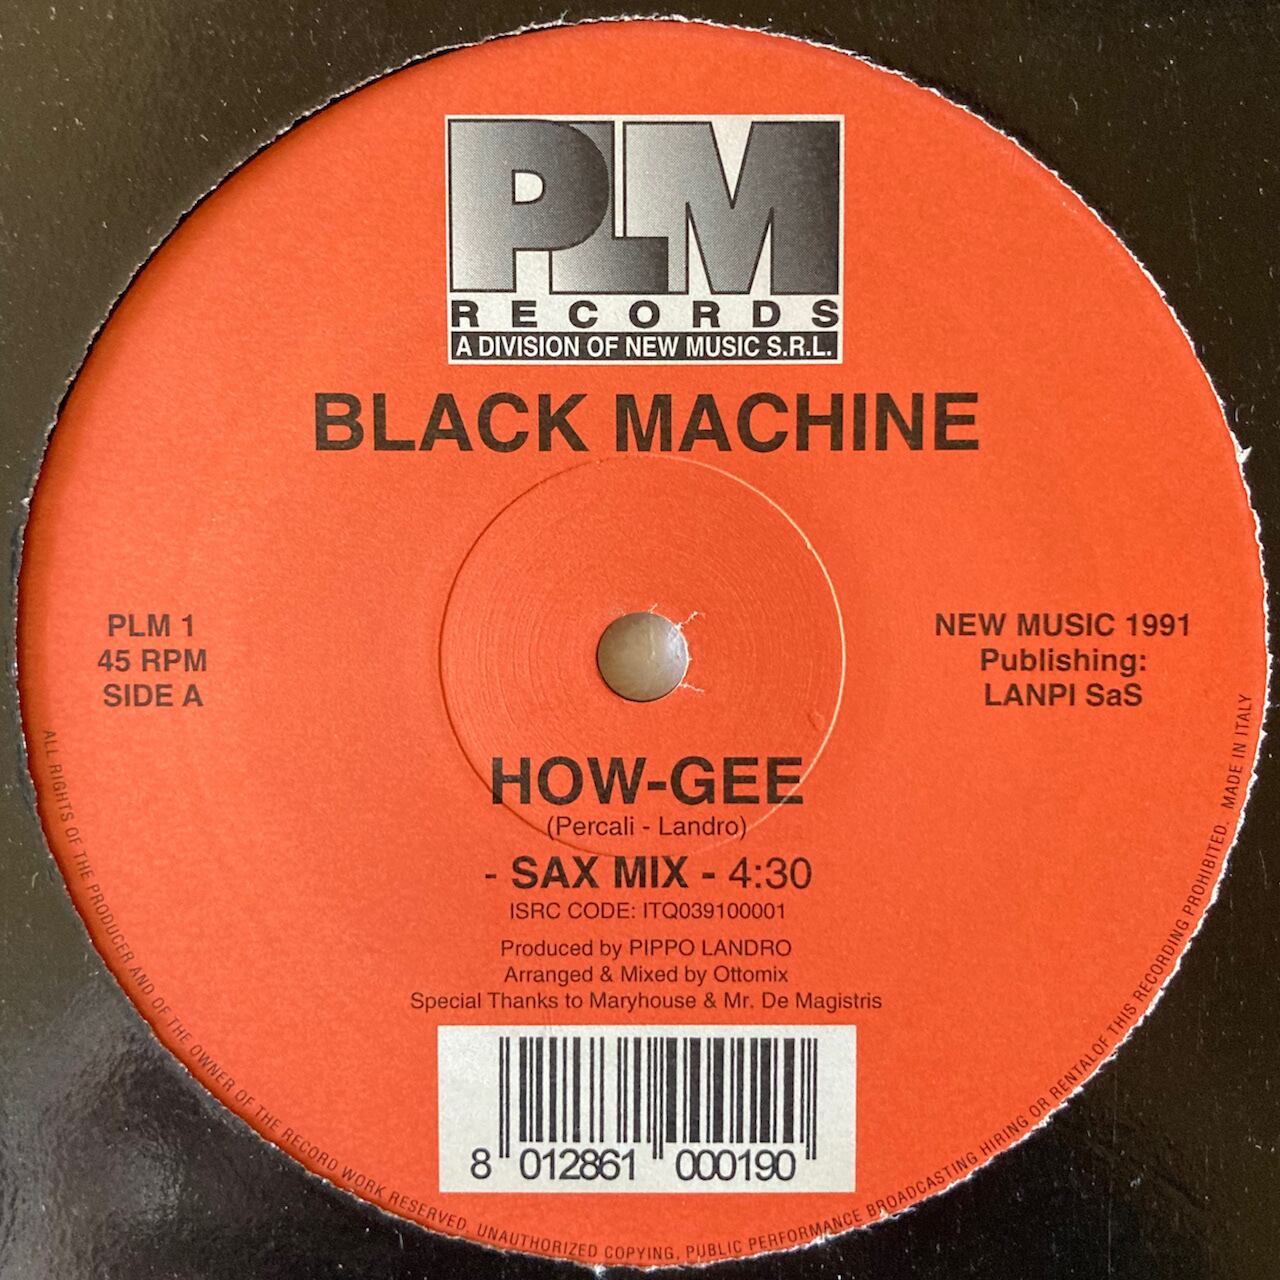 PLM
RECORDS
A DIVISION OF NEW MUSIC S.R.L.
BLACK MACHINE
PLM 1
45 RPM
SIDE A
NEW MUSIC 1991
Publishing:
LANPI SaS
HOW-GEE
(Percali - Landro)
- SAX MIX - 4:30
ISRC CODE: ITQ039100001
Produced by PIPPO LANDRO
Arranged & Mixed by Ottomix
Special Thanks to Maryhouse & Mr. De Magistris
8 012861 000190
ALL RIGHTS OF THE PRODUCER AND OF THE OWNER OF THE RECORD WORK RESERVED. UNAUTHORIZED COPYING, PUBLIC PERFORMANCE BROADCASTING HIRING OR RENTALOF THIS RECORDING PROHIBITED. MADE IN ITALY